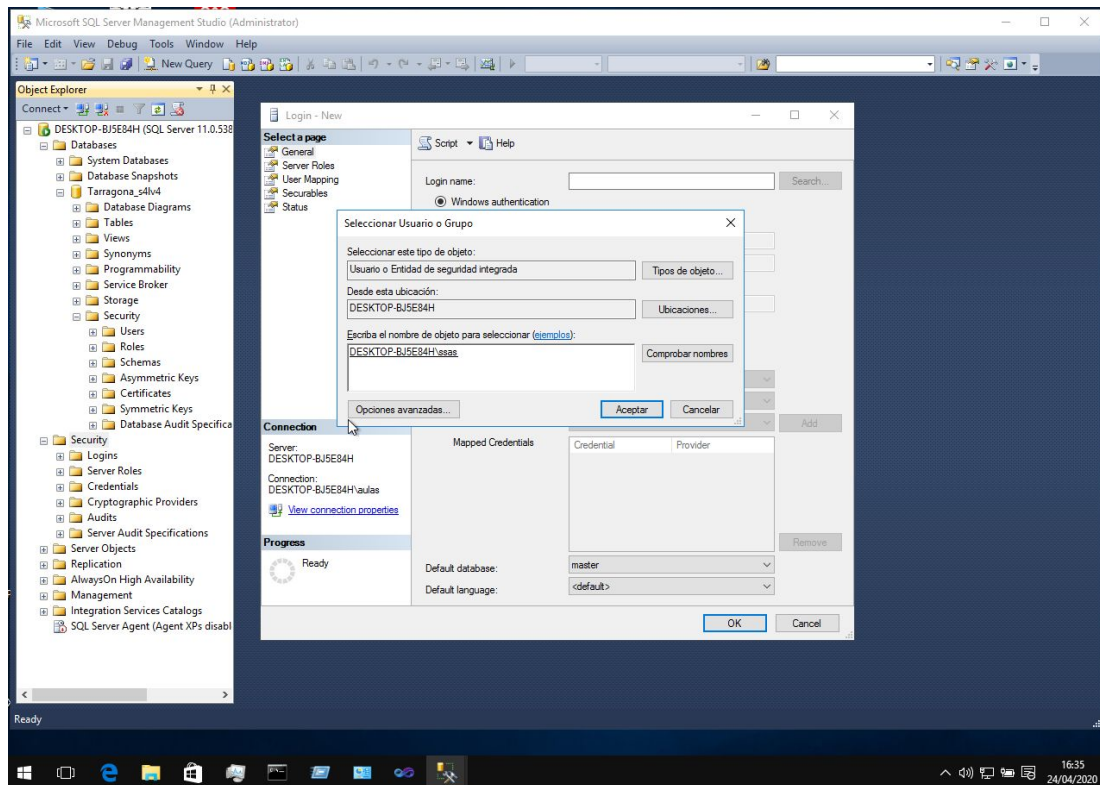 Microsoft SQL Server Management Studio (Administrator)
File Edit View Debug Tools Window Help
New Query
Object Explorer
Connect
DESKTOP-BJ5E84H (SQL Server 11.0.538
Databases
System Databases
Database Snapshots
Tarragona_s4lv4
Database Diagrams
Tables
Views
Synonyms
Programmability
Service Broker
Storage
Security
Users
Roles
Schemas
Asymmetric Keys
Certificates
Symmetric Keys
Database Audit Specifica
Security
Logins
Server Roles
Credentials
Cryptographic Providers
Audits
Server Audit Specifications
Server Objects
Replication
AlwaysOn High Availability
Management
Integration Services Catalogs
SQL Server Agent (Agent XPs disabl
Login - New
Select a page
General
Server Roles
User Mapping
Securables
Status
Script Help
Login name:
Search...
Windows authentication
Seleccionar Usuario o Grupo
Seleccionar este tipo de objeto:
Usuario o Entidad de seguridad integrada
Tipos de objeto...
Desde esta ubicación:
DESKTOP-BJ5E84H
Ubicaciones...
Escriba el nombre de objeto para seleccionar (ejemplos):
DESKTOP-BJ5E84H\ssas
Comprobar nombres
Opciones avanzadas...
Aceptar
Cancelar
Add
Mapped Credentials
Credential
Provider
Remove
Connection
Server:
DESKTOP-BJ5E84H
Connection:
DESKTOP-BJ5E84H\aulas
View connection properties
Progress
Ready
Default database:
master
Default language:
<default>
OK
Cancel
Ready
16:35
24/04/2020